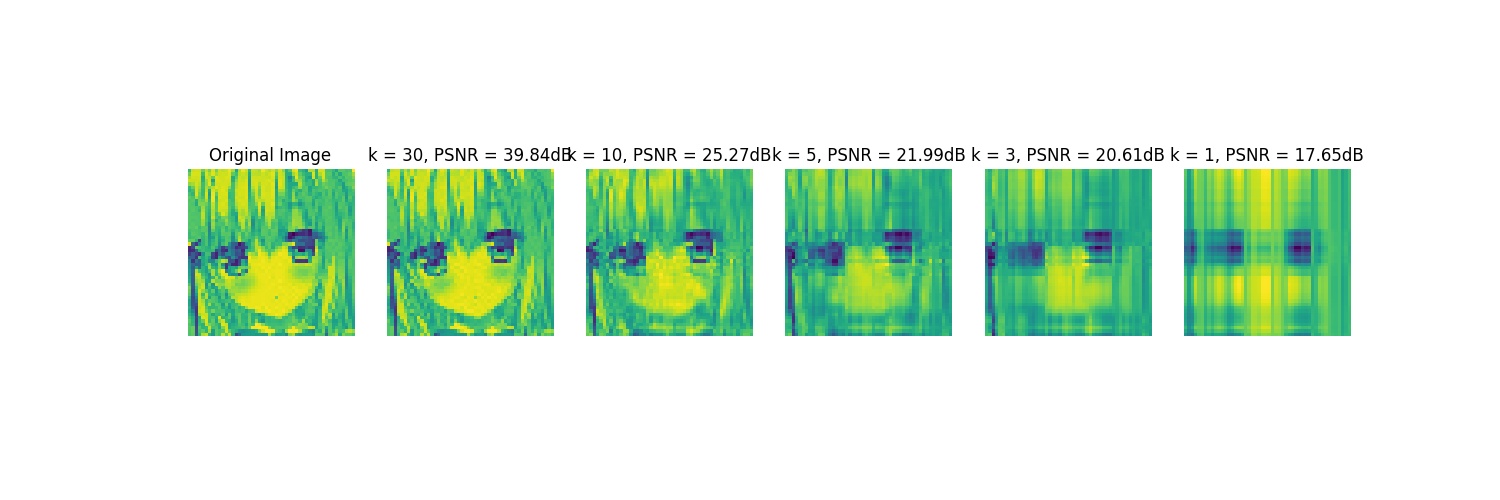 Original Image
k = 30, PSNR = 39.84dB
k = 10, PSNR = 25.27dB
k = 5, PSNR = 21.99dB
k = 3, PSNR = 20.61dB
k = 1, PSNR = 17.65dB